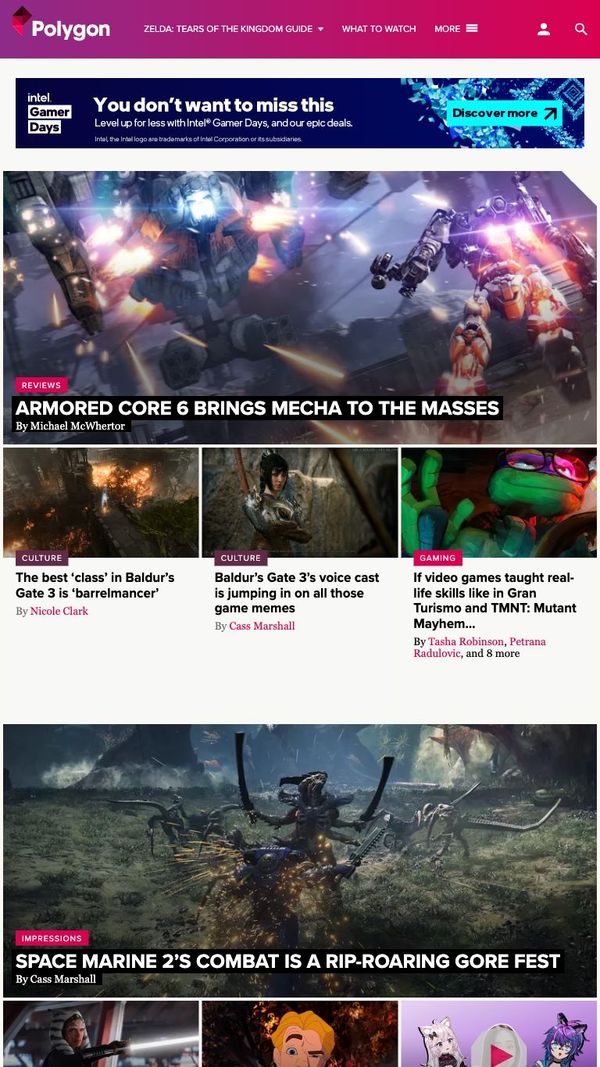 Polygon
ZELDA: TEARS OF THE KINGDOM GUIDE
WHAT TO WATCH
MORE
intel.
Gamer
Days
You don't want to miss this
Level up for less with Intel® Gamer Days, and our epic deals.
Intel, the Intel logo are trademarks of Intel Corporation or its subsidiaries.
Discover more
REVIEWS
ARMORED CORE 6 BRINGS MECHA TO THE MASSES
By Michael McWhertor
CULTURE
The best ‘class’ in Baldur’s
Gate 3 is ‘barrelmancer’
By Nicole Clark
CULTURE
Baldur’s Gate 3’s voice cast
is jumping in on all those
game memes
By Cass Marshall
GAMING
If video games taught real-
life skills like in Gran
Turismo and TMNT: Mutant
Mayhem…
By Tasha Robinson, Petrana
Radulovic, and 8 more
IMPRESSIONS
SPACE MARINE 2’S COMBAT IS A RIP-ROARING GORE FEST
By Cass Marshall